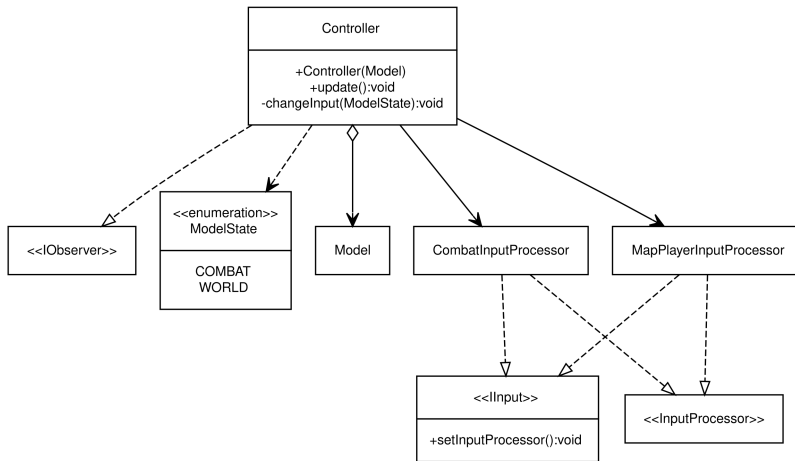 Controller
+Controller(Model)
+update():void
-changeInput(ModelState):void
<<IObserver>>
<<enumeration>>
ModelState
COMBAT
WORLD
Model
CombatInputProcessor
MapPlayerInputProcessor
<<IInput>>
+setInputProcessor():void
<<InputProcessor>>